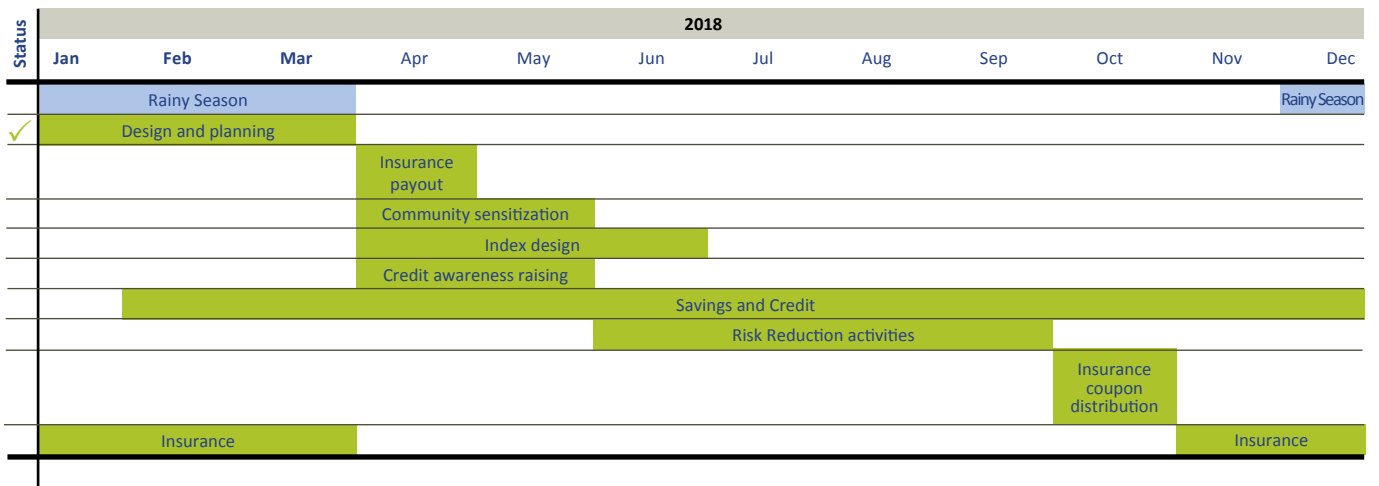 Status
2018
Jan Feb Mar Apr May Jun Jul Aug Sep Oct Nov Dec
Rainy Season Rainy Season
✓ Design and planning
Insurance
payout
Community sensitization
Index design
Credit awareness raising
Savings and Credit
Risk Reduction activities
Insurance
coupon
distribution
Insurance Insurance